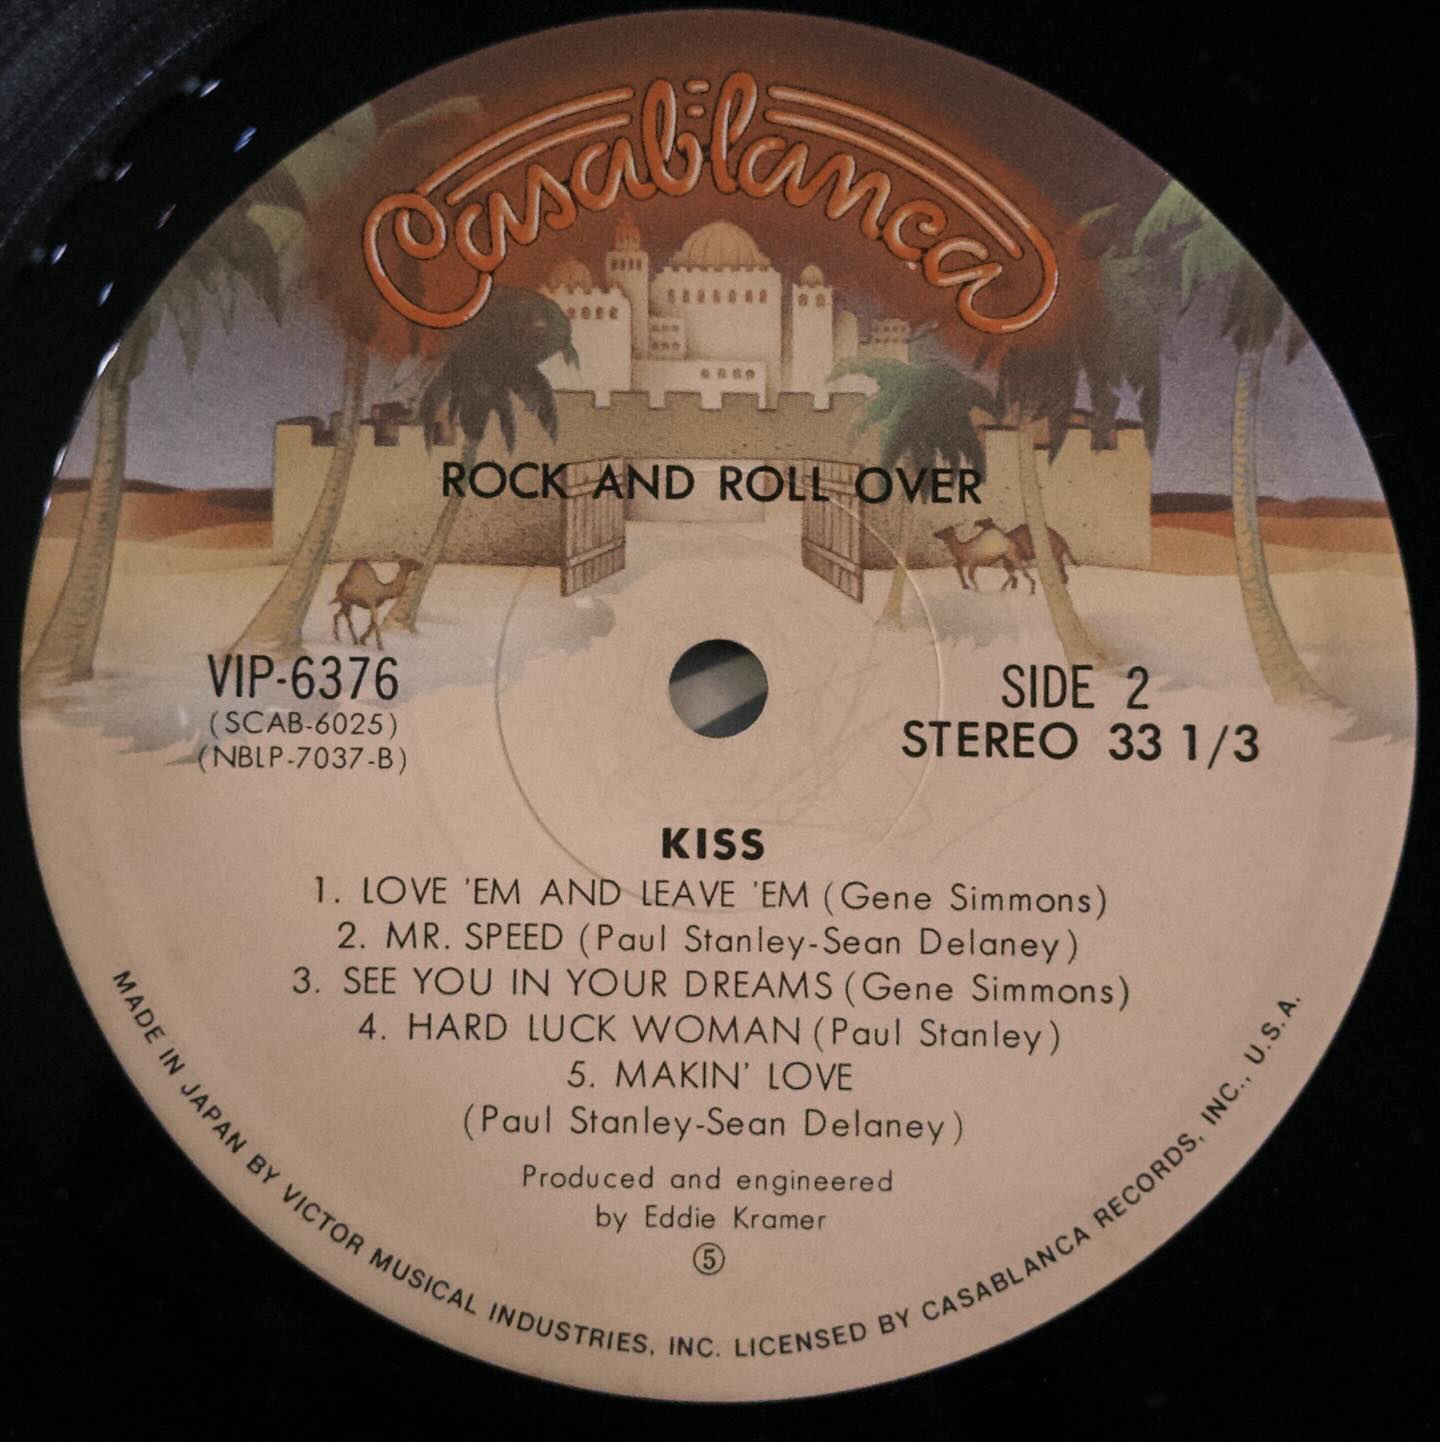 Casablanca
ROCK AND ROLL OVER
VIP-6376
(SCAB-6025)
(NBLP-7037-B)
SIDE 2
STEREO 33 1/3
KISS
1. LOVE 'EM AND LEAVE 'EM (Gene Simmons)
2. MR. SPEED (Paul Stanley-Sean Delaney)
3. SEE YOU IN YOUR DREAMS (Gene Simmons)
4. HARD LUCK WOMAN (Paul Stanley)
5. MAKIN' LOVE
(Paul Stanley-Sean Delaney)
Produced and engineered
by Eddie Kramer
⑤
MADE IN JAPAN BY VICTOR MUSICAL INDUSTRIES, INC. LICENSED BY CASABLANCA RECORDS, INC., U.S.A.